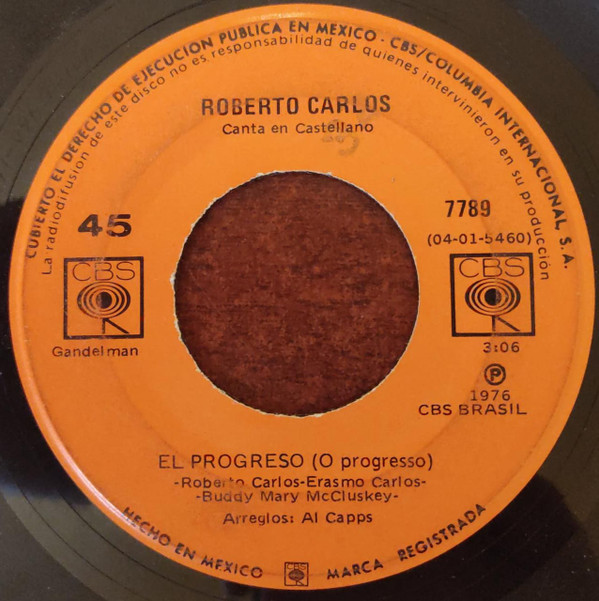 CUBIERTO EL DERECHO DE EJECUCION PUBLICA EN MEXICO - CBS/COLUMBIA INTERNACIONAL, S.A.
La radiodifusion de este disco no es responsabilidad de quienes intervinieron en su producción
ROBERTO CARLOS
Canta en Castellano
45
7789
(04-01-5460)
CBS
CBS
Gandelman
3:06
P
1976
CBS BRASIL
EL PROGRESO (O progresso)
-Roberto Carlos-Erasmo Carlos-
-Buddy Mary McCluskey-
Arreglos: Al Capps
HECHO EN MEXICO CBS MARCA REGISTRADA